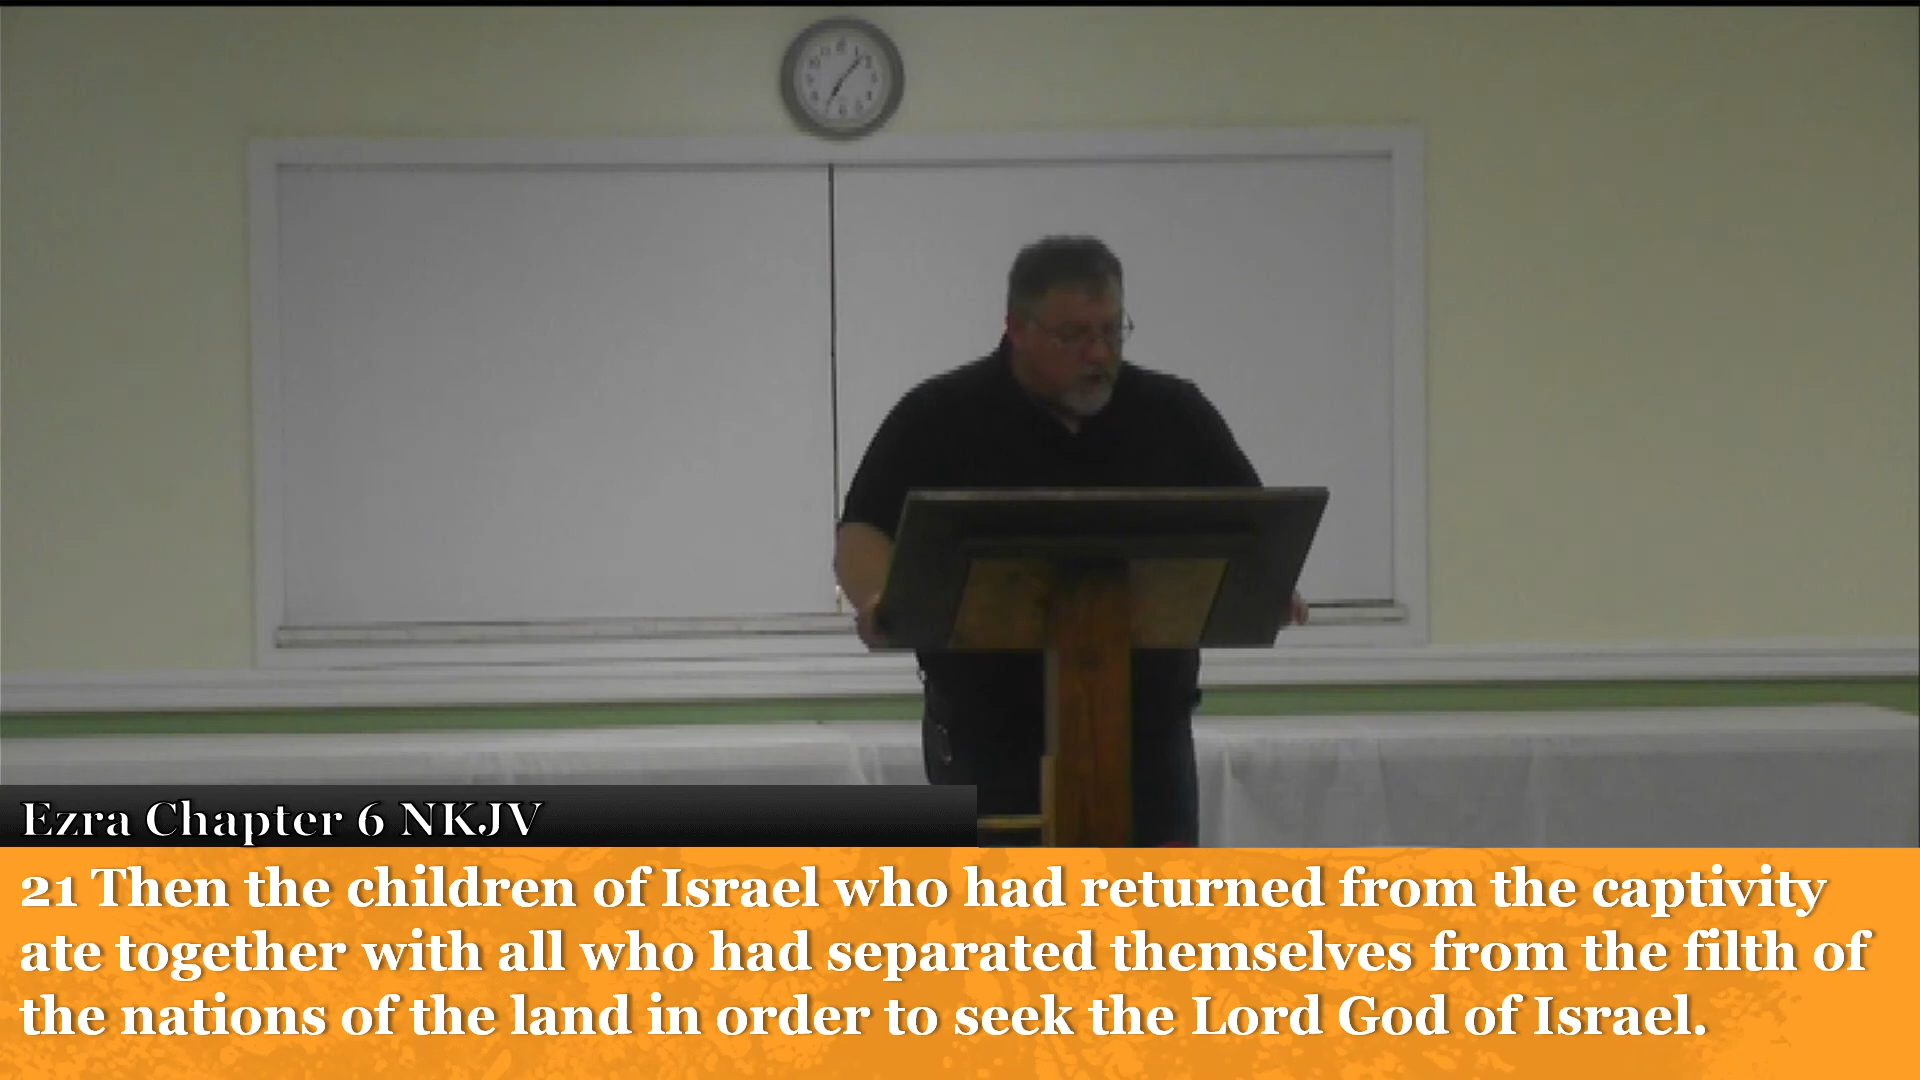 Ezra Chapter 6 NKJV
21 Then the children of Israel who had returned from the captivity
ate together with all who had separated themselves from the filth of
the nations of the land in order to seek the Lord God of Israel.